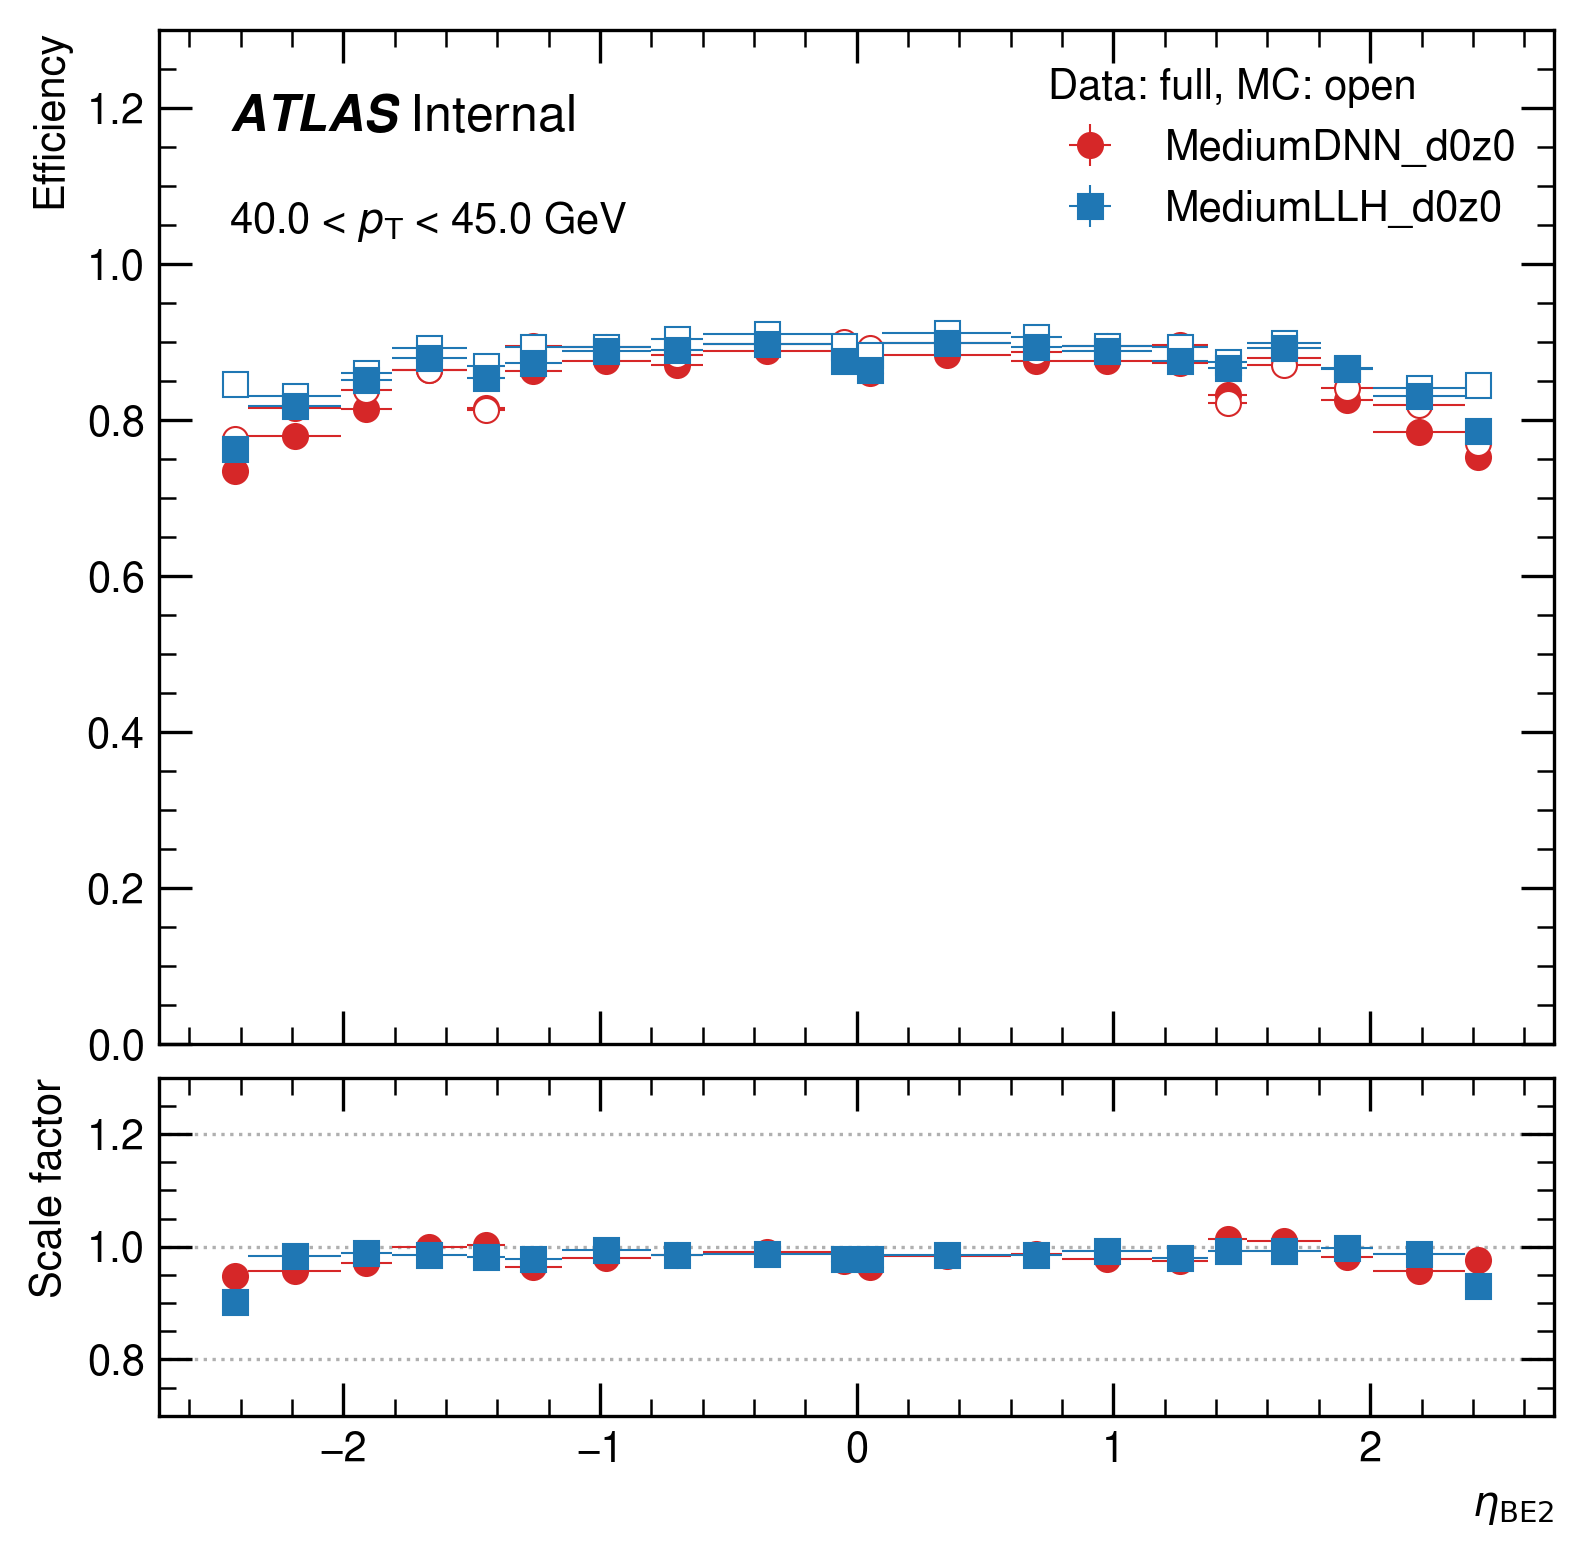 Efficiency
ATLAS Internal
40.0 < pT < 45.0 GeV
Data: full, MC: open
MediumDNN_d0z0
MediumLLH_d0z0
1.2
1.0
0.8
0.6
0.4
0.2
0.0
Scale factor
1.2
1.0
0.8
−2 −1 0 1 2
ηBE2